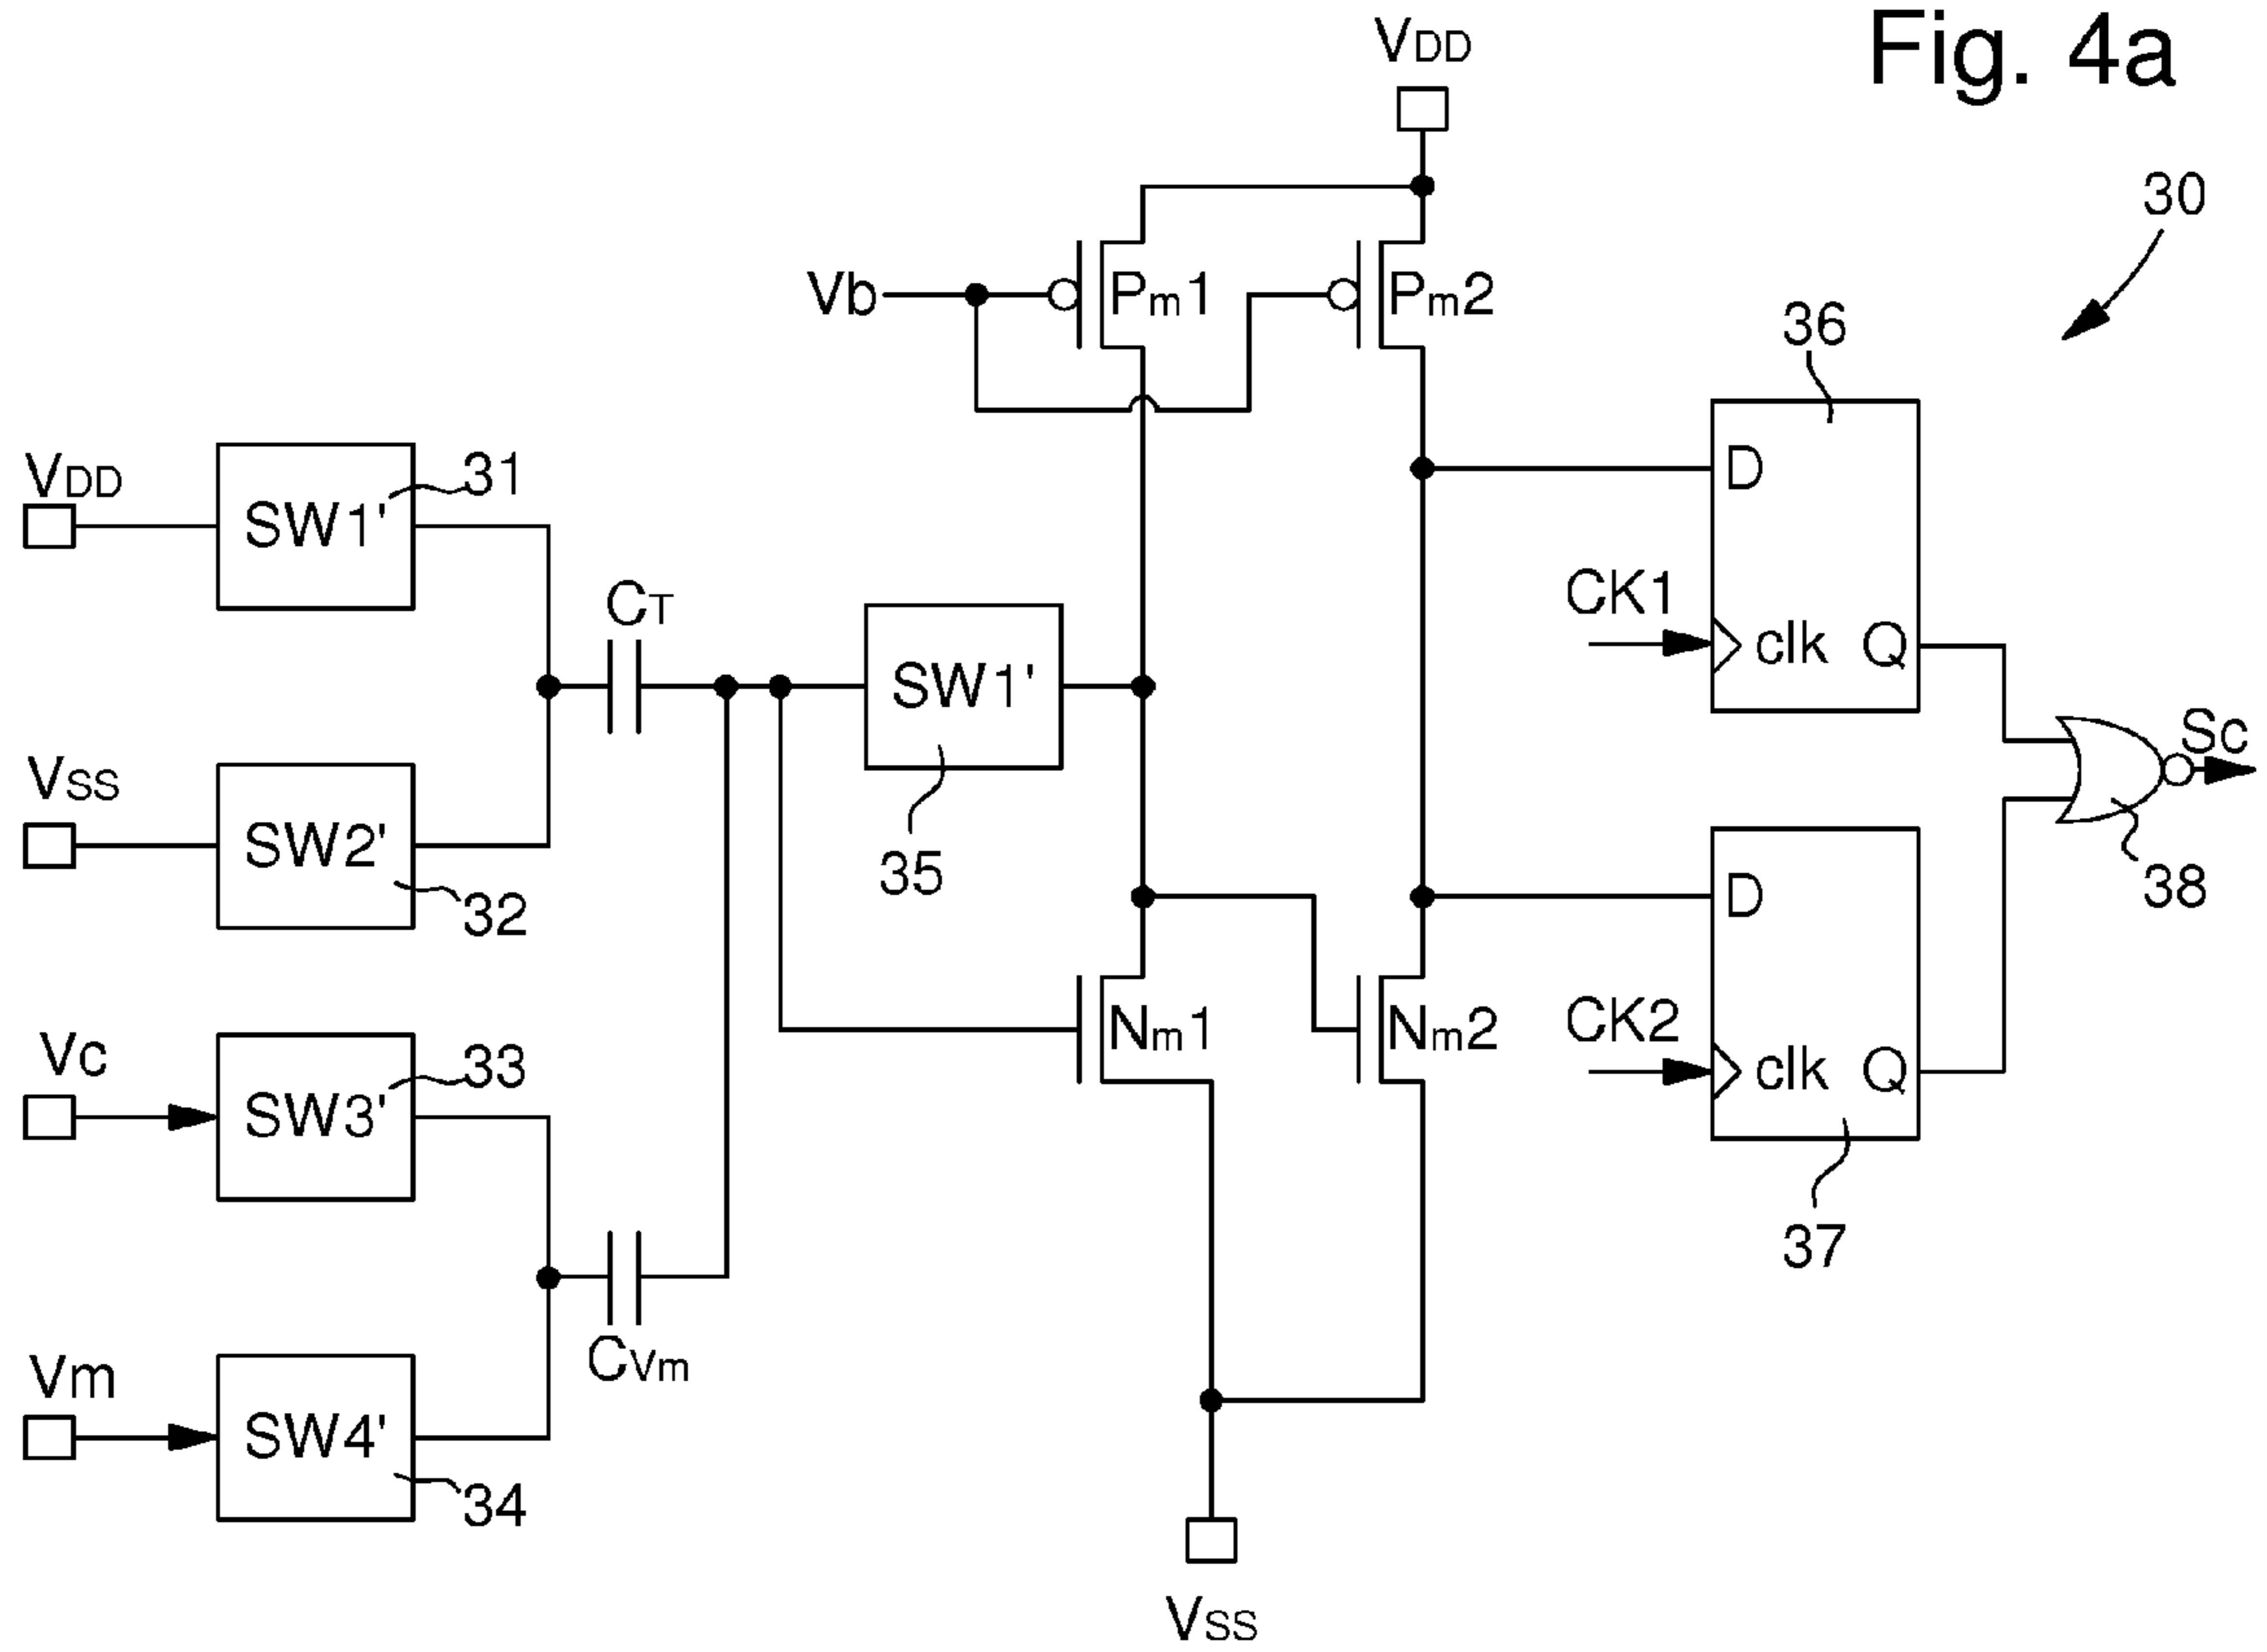 Fig. 4a
VDD
30
Vb
Pm1
Pm2
36
VDD
SW1'
31
D
CK1
clk
Q
CT
SW1'
35
VSS
SW2'
32
Sc
38
D
CK2
clk
Q
37
Nm1
Nm2
Vc
SW3'
33
CVm
Vm
SW4'
34
VSS